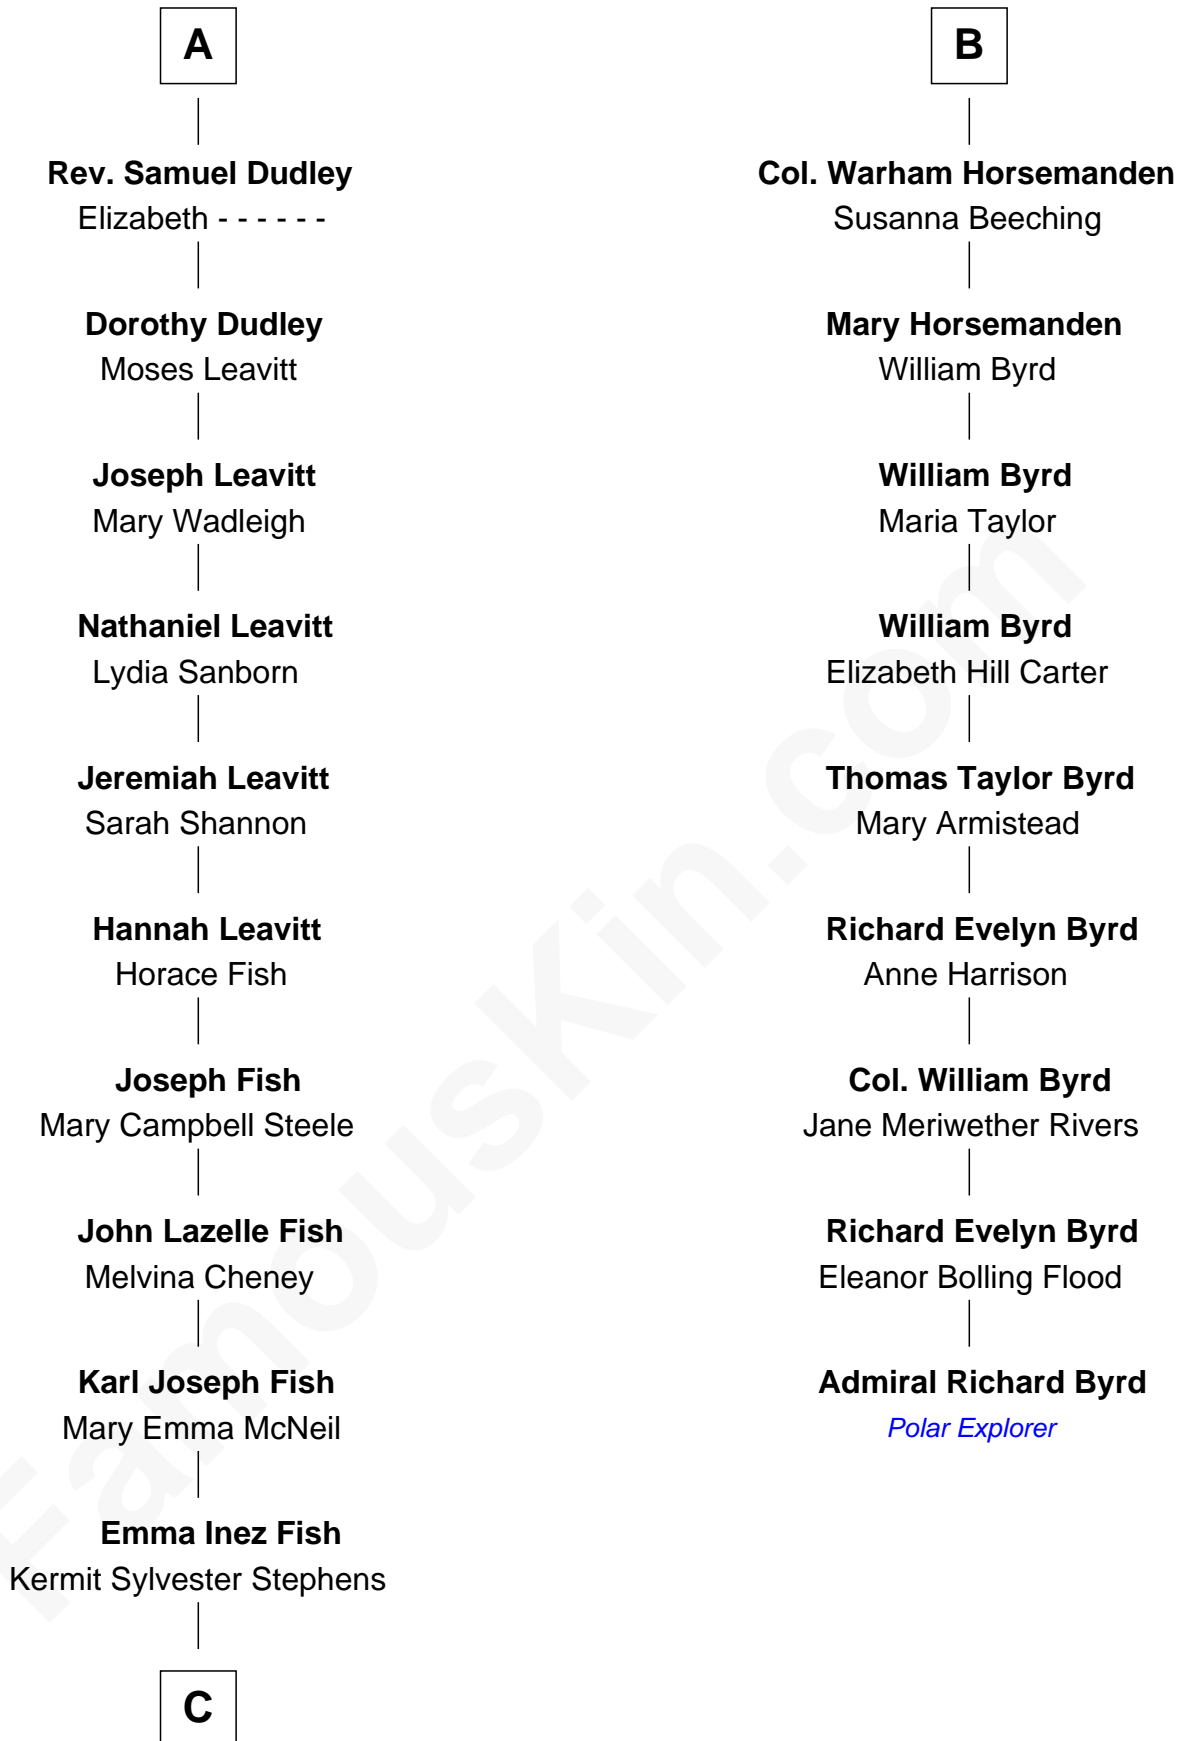 A
Rev. Samuel Dudley
Elizabeth - - - - - -
Dorothy Dudley
Moses Leavitt
Joseph Leavitt
Mary Wadleigh
Nathaniel Leavitt
Lydia Sanborn
Jeremiah Leavitt
Sarah Shannon
Hannah Leavitt
Horace Fish
Joseph Fish
Mary Campbell Steele
John Lazelle Fish
Melvina Cheney
Karl Joseph Fish
Mary Emma McNeil
Emma Inez Fish
Kermit Sylvester Stephens
C
B
Col. Warham Horsemanden
Susanna Beeching
Mary Horsemanden
William Byrd
William Byrd
Maria Taylor
William Byrd
Elizabeth Hill Carter
Thomas Taylor Byrd
Mary Armistead
Richard Evelyn Byrd
Anne Harrison
Col. William Byrd
Jane Meriwether Rivers
Richard Evelyn Byrd
Eleanor Bolling Flood
Admiral Richard Byrd
Polar Explorer
FamousKin.com